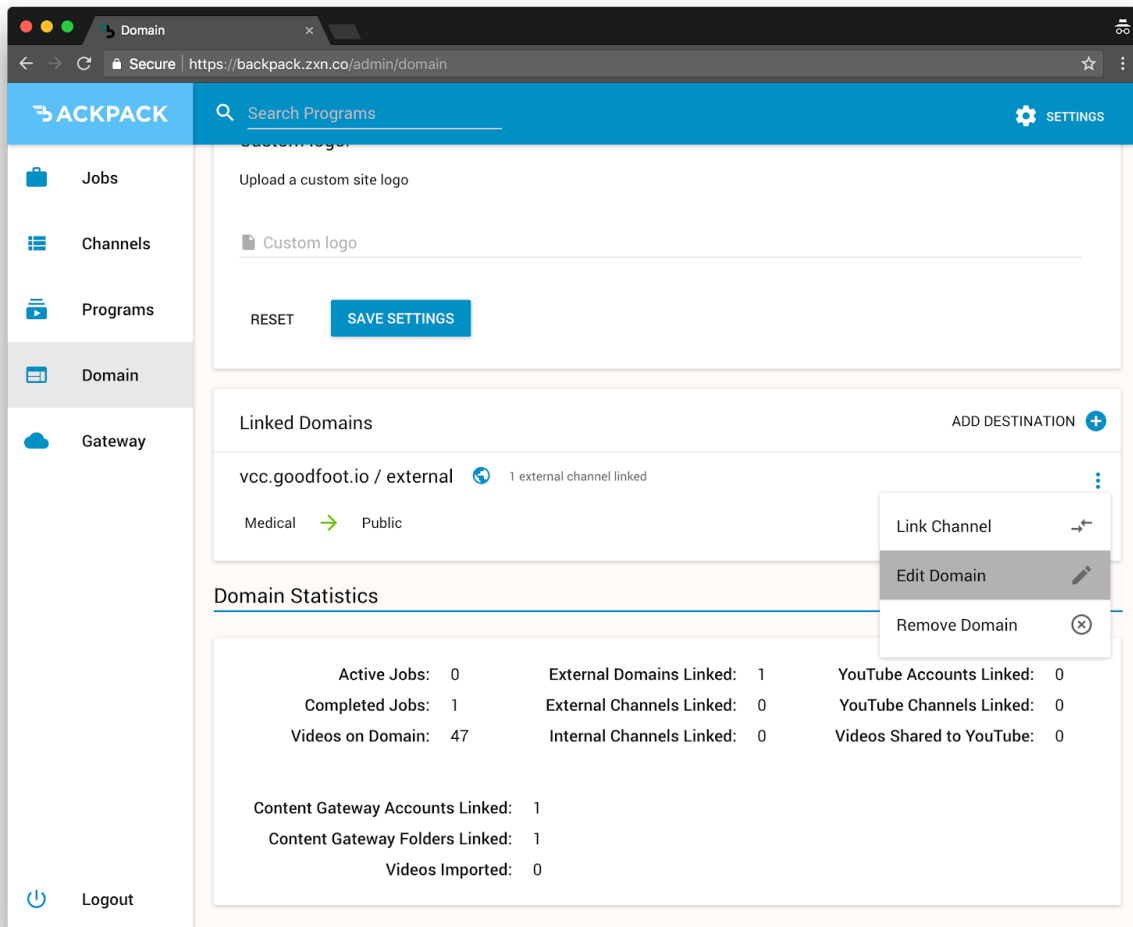 Domain
Secure https://backpack.zxn.co/admin/domain
BACKPACK
Search Programs
SETTINGS
Jobs
Channels
Programs
Domain
Gateway
Logout
Custom logo:
Upload a custom site logo
Custom logo
RESET
SAVE SETTINGS
Linked Domains
ADD DESTINATION
vcc.goodfoot.io / external 1 external channel linked
Medical Public
Link Channel
Edit Domain
Remove Domain
Domain Statistics
Active Jobs: 0
Completed Jobs: 1
Videos on Domain: 47
External Domains Linked: 1
External Channels Linked: 0
Internal Channels Linked: 0
YouTube Accounts Linked: 0
YouTube Channels Linked: 0
Videos Shared to YouTube: 0
Content Gateway Accounts Linked: 1
Content Gateway Folders Linked: 1
Videos Imported: 0